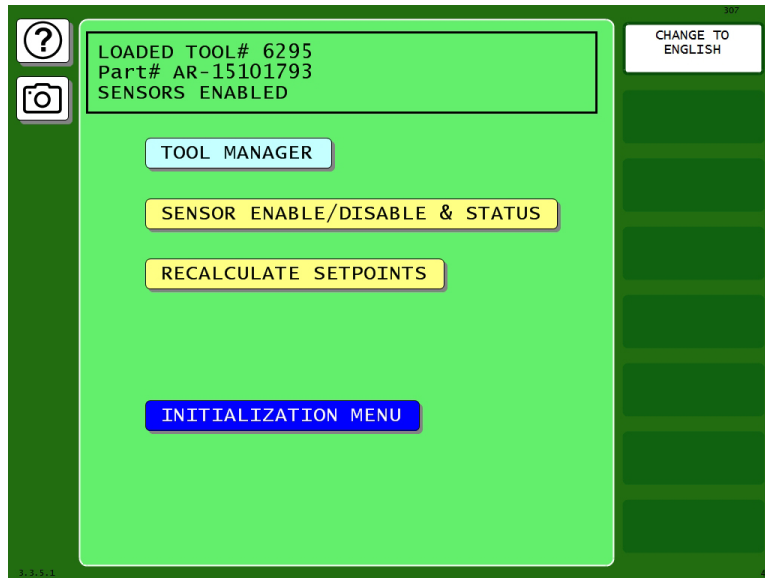 307
LOADED TOOL# 6295
Part# AR-15101793
SENSORS ENABLED
CHANGE TO
ENGLISH
TOOL MANAGER
SENSOR ENABLE/DISABLE & STATUS
RECALCULATE SETPOINTS
INITIALIZATION MENU
3.3.5.1